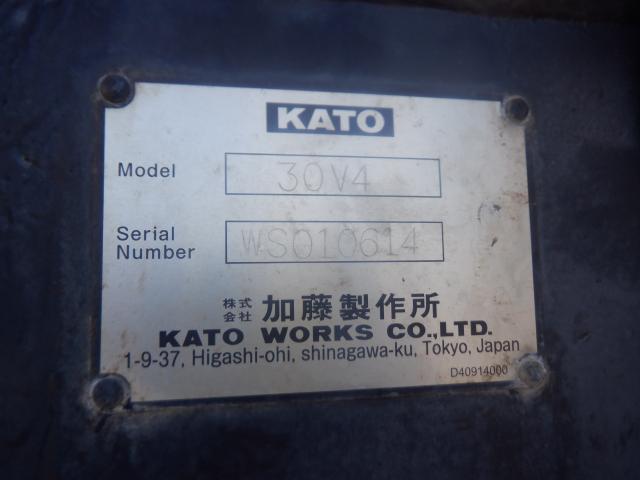 KATO
Model 30V4
Serial
Number WS010614
株式
会社 加藤製作所
KATO WORKS CO.,LTD.
1-9-37, Higashi-ohi, shinagawa-ku, Tokyo, Japan
D40914000